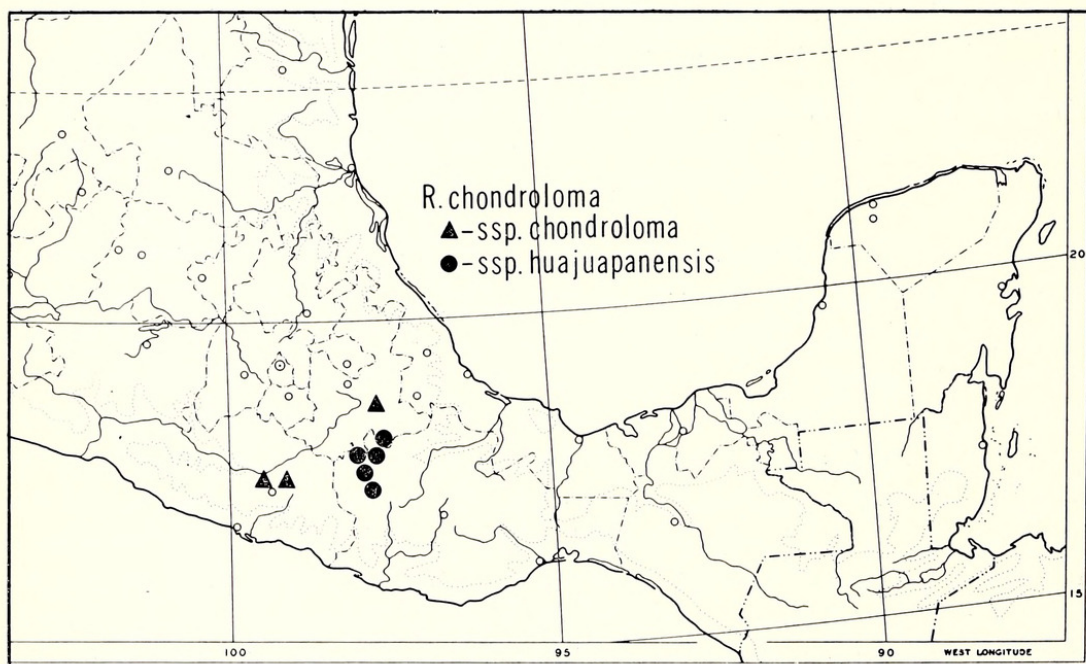 R. chondroloma
▲-ssp. chondroloma
●-ssp. huajuapanensis
20
15
100
95
90
WEST LONGITUDE